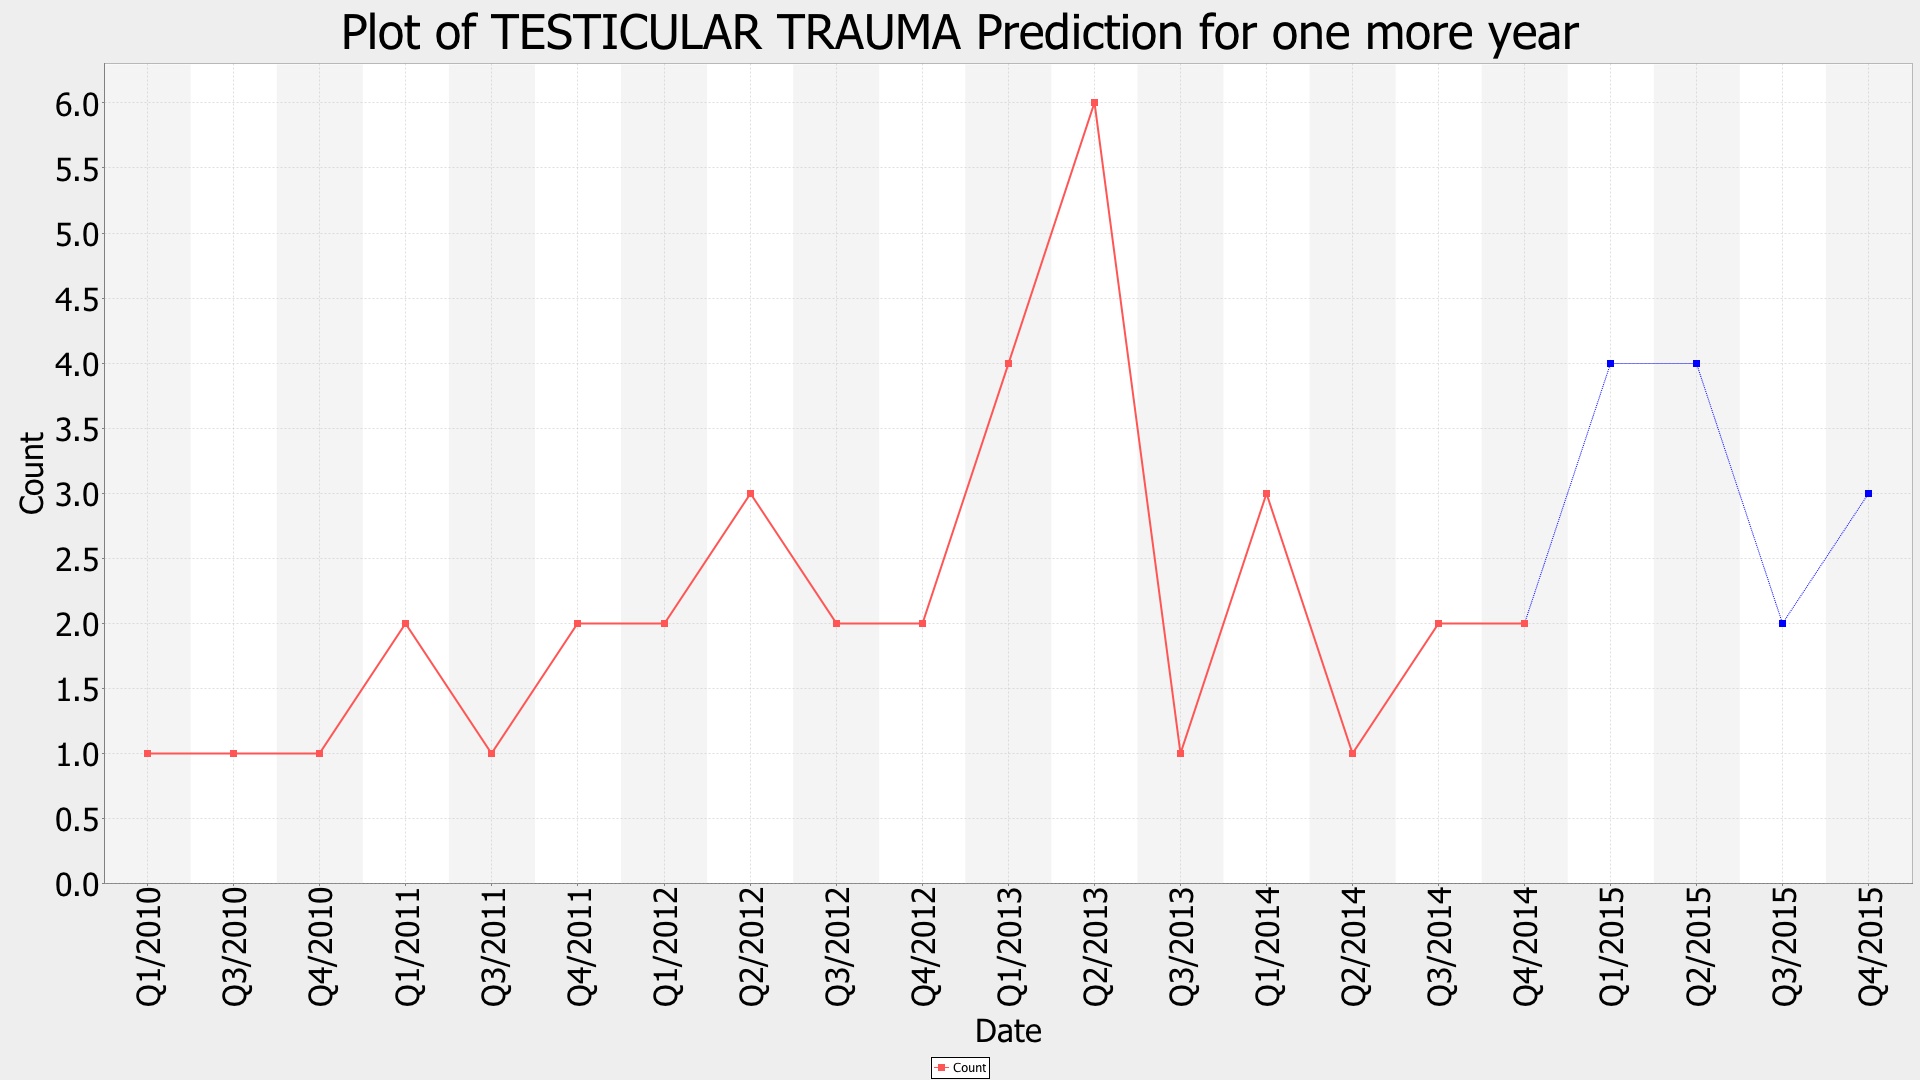 Plot of TESTICULAR TRAUMA Prediction for one more year
Count
6.0
5.5
5.0
4.5
4.0
3.5
3.0
2.5
2.0
1.5
1.0
0.5
0.0
Q1/2010
Q3/2010
Q4/2010
Q1/2011
Q3/2011
Q4/2011
Q1/2012
Q2/2012
Q3/2012
Q4/2012
Q1/2013
Q2/2013
Q3/2013
Q1/2014
Q2/2014
Q3/2014
Q4/2014
Q1/2015
Q2/2015
Q3/2015
Q4/2015
Date
Count